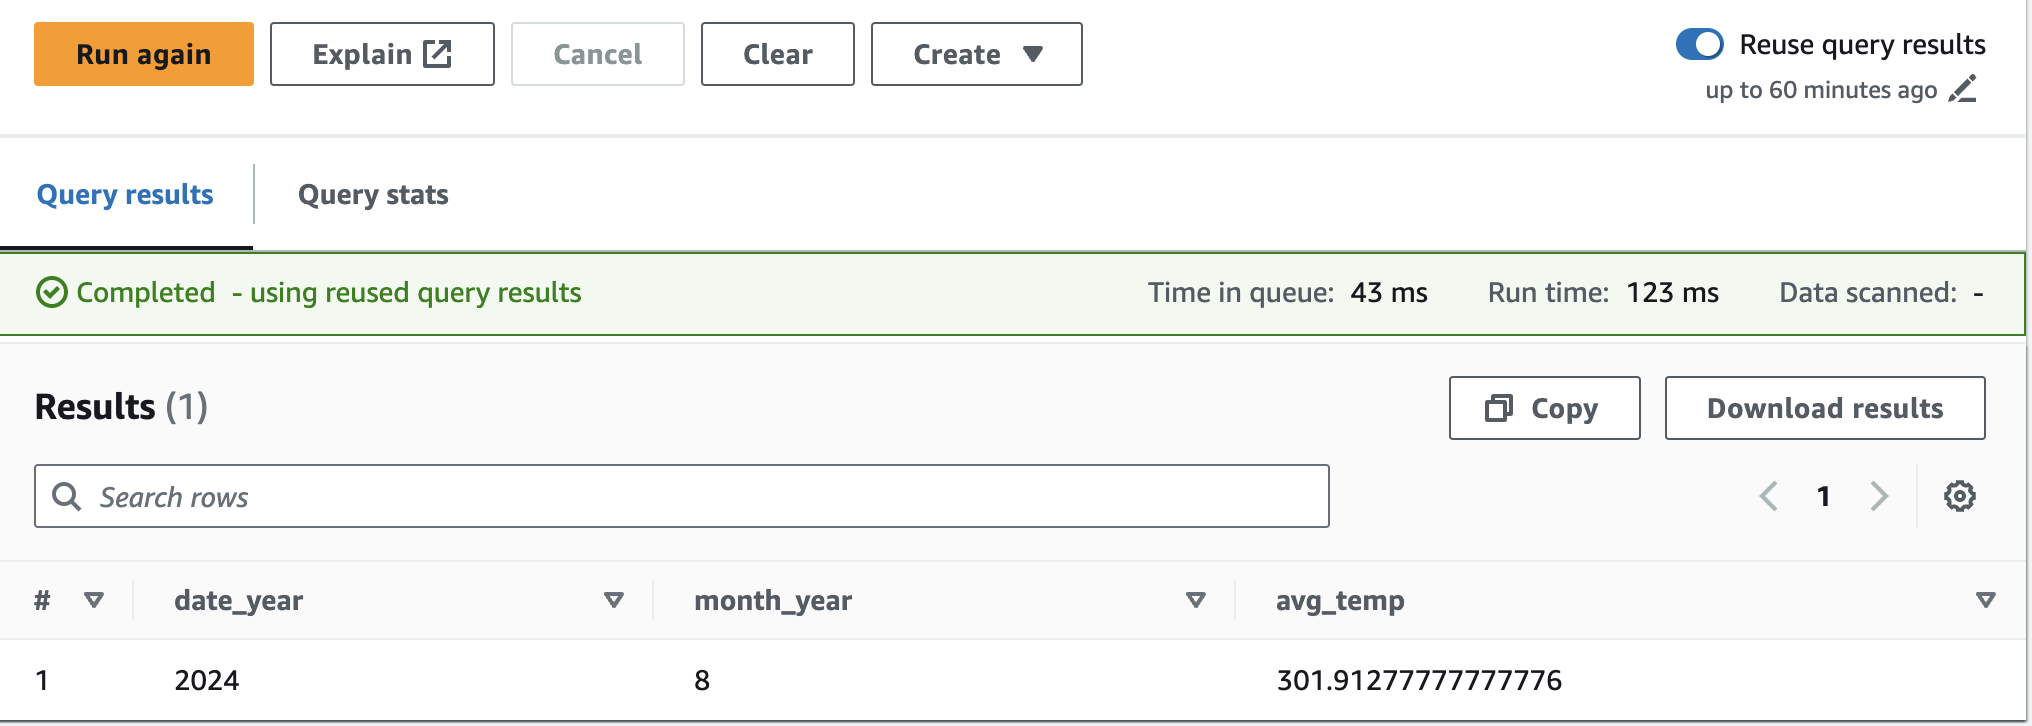 Run again Explain Cancel Clear Create Reuse query results
up to 60 minutes ago
Query results Query stats
Completed - using reused query results Time in queue: 43 ms Run time: 123 ms Data scanned: -
Results (1) Copy Download results
Search rows 1
# date_year month_year avg_temp
1 2024 8 301.91277777777776